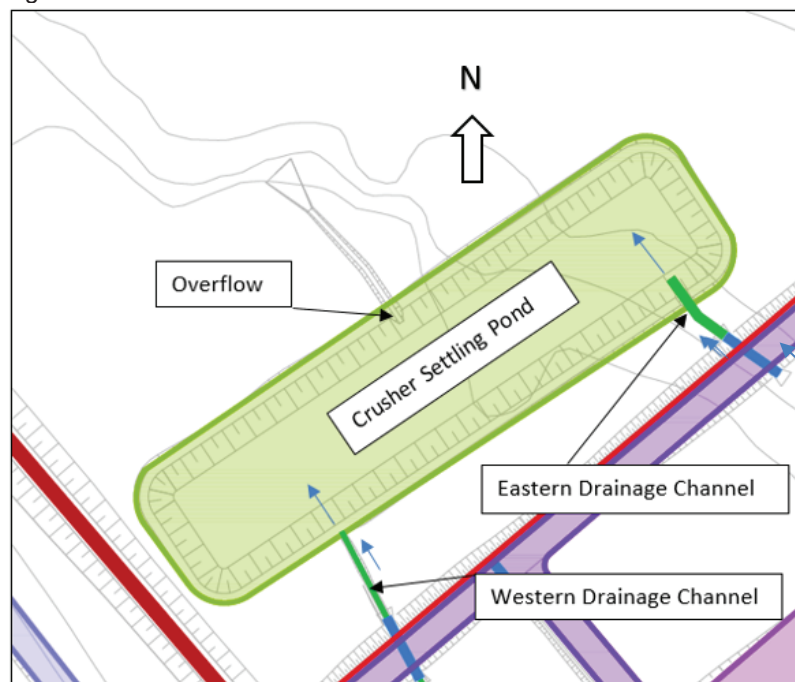 N
Overflow
Crusher Settling Pond
Eastern Drainage Channel
Western Drainage Channel